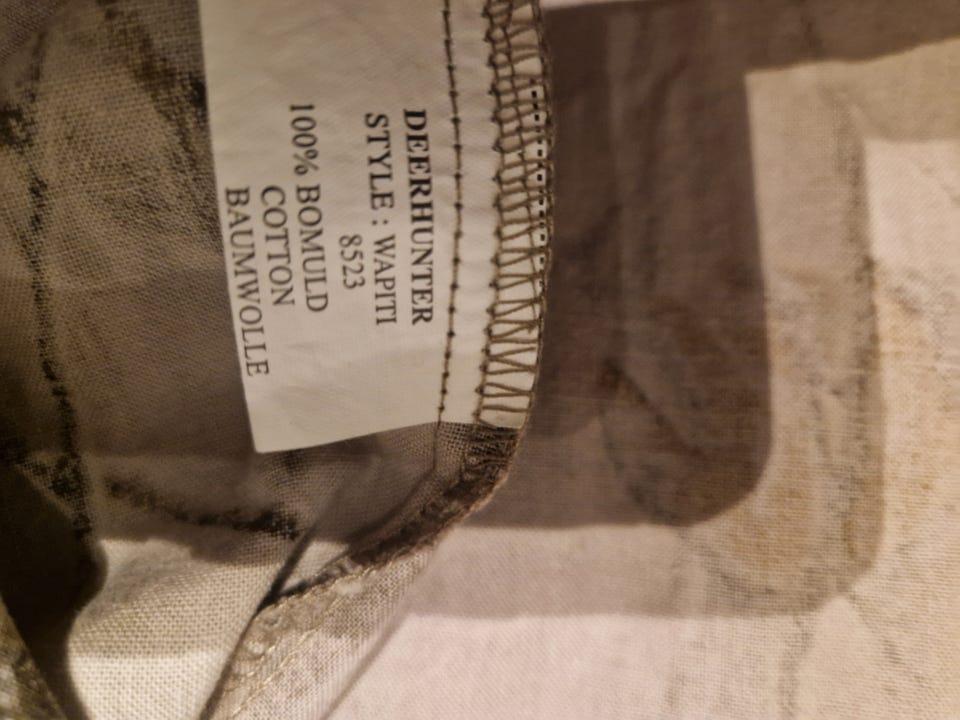 DEERHUNTER
STYLE : WAPITI
8523
100% BOMULD
COTTON
BAUMWOLLE